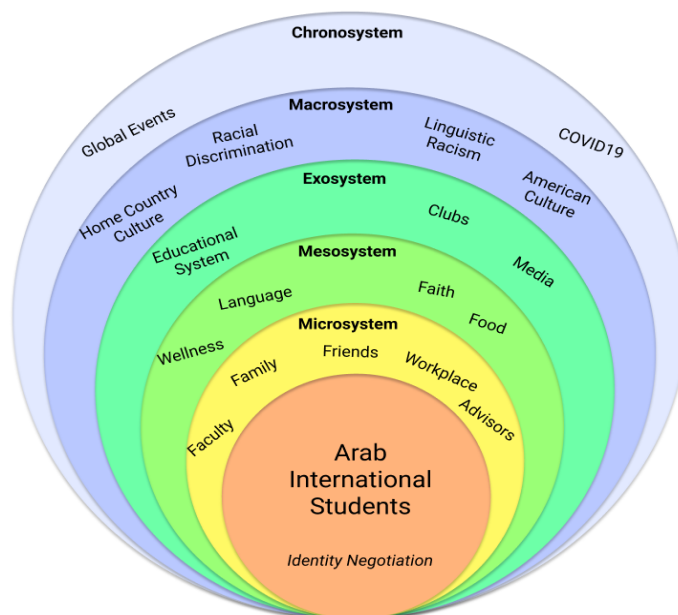 Chronosystem
Global Events
COVID19
Macrosystem
Racial
Discrimination
Linguistic
Racism
Home Country
Culture
American
Culture
Exosystem
Educational
System
Clubs
Media
Mesosystem
Wellness
Language
Faith
Food
Microsystem
Faculty
Family
Friends
Workplace
Advisors
Arab
International
Students
Identity Negotiation